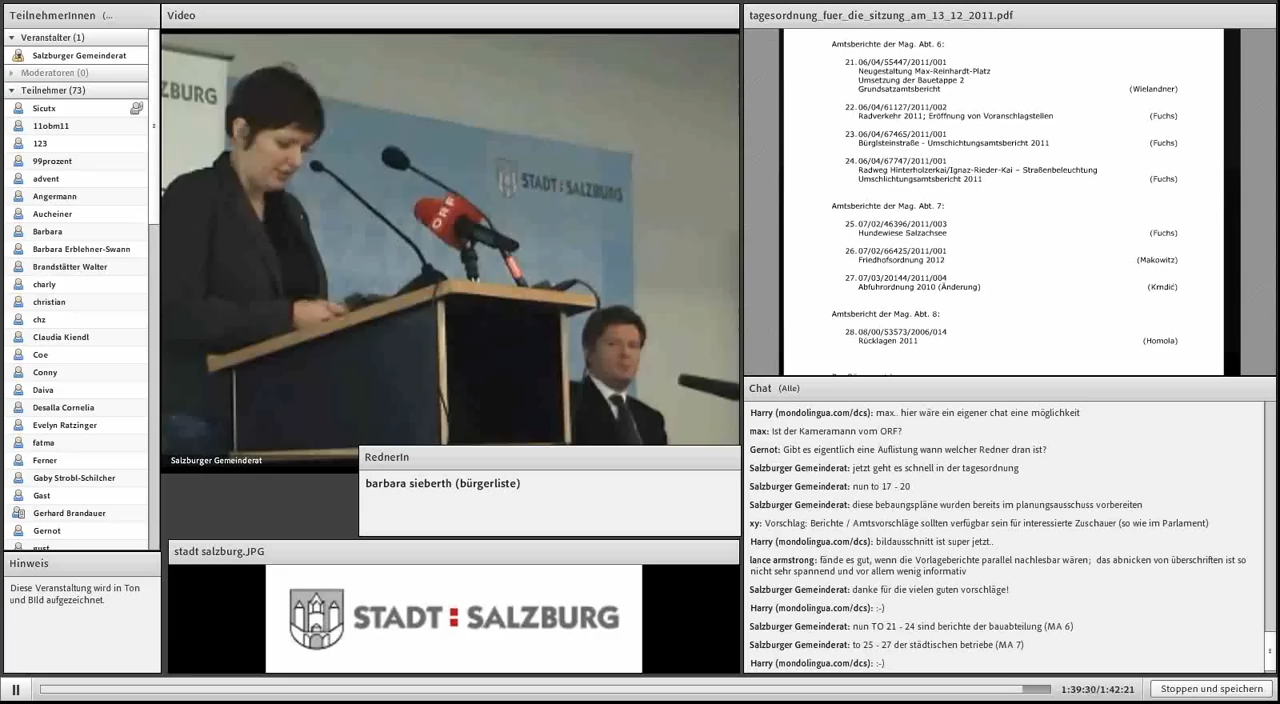 TeilnehmerInnen (...
Veranstalter (1)
Salzburger Gemeinderat
Moderatoren (0)
Teilnehmer (73)
Sicutx
11obm11
123
99prozent
advent
Angermann
Aucheiner
Barbara
Barbara Erblehner-Swann
Brandstätter Walter
charly
christian
chz
Claudia Kiendl
Coe
Conny
Daiva
Desalla Cornelia
Evelyn Ratzinger
fatma
Ferner
Gaby Strobl-Schilcher
Gast
Gerhard Brandauer
Gernot
gust
Hinweis
Diese Veranstaltung wird in Ton
und BIld aufgezeichnet.
Video
ZBURG
STADT:SALZBURG
ORF
Salzburger Gemeinderat
RednerIn
barbara sieberth (bürgerliste)
stadt salzburg.JPG
STADT:SALZBURG
tagesordnung_fuer_die_sitzung_am_13_12_2011.pdf
Amtsberichte der Mag. Abt. 6:
21. 06/04/55447/2011/001
Neugestaltung Max-Reinhardt-Platz
Umsetzung der Bauetappe 2
Grundsatzamtsbericht (Wielandner)
22. 06/04/61127/2011/002
Radverkehr 2011; Eröffnung von Voranschlagstellen (Fuchs)
23. 06/04/67465/2011/001
Bürglsteinstraße - Umschichtungsamtsbericht 2011 (Fuchs)
24. 06/04/67747/2011/001
Radweg Hinterholzerkai/Ignaz-Rieder-Kai – Straßenbeleuchtung
Umschlichtungsamtsbericht 2011 (Fuchs)
Amtsberichte der Mag. Abt. 7:
25. 07/02/46396/2011/003
Hundewiese Salzachsee (Fuchs)
26. 07/02/66425/2011/001
Friedhofsordnung 2012 (Makowitz)
27. 07/03/20144/2011/004
Abfuhrordnung 2010 (Änderung) (Krndić)
Amtsbericht der Mag. Abt. 8:
28. 08/00/53573/2006/014
Rücklagen 2011 (Homola)
Chat (Alle)
Harry (mondolingua.com/dcs): max.. hier wäre ein eigener chat eine möglichkeit
max: Ist der Kameramann vom ORF?
Gernot: Gibt es eigentlich eine Auflistung wann welcher Redner dran ist?
Salzburger Gemeinderat: jetzt geht es schnell in der tagesordnung
Salzburger Gemeinderat: nun to 17 - 20
Salzburger Gemeinderat: diese bebaungspläne wurden bereits im planungsausschuss vorbereiten
xy: Vorschlag: Berichte / Amtsvorschläge sollten verfügbar sein für interessierte Zuschauer (so wie im Parlament)
Harry (mondolingua.com/dcs): bildausschnitt ist super jetzt..
lance armstrong: fände es gut, wenn die Vorlageberichte parallel nachlesbar wären; das abnicken von überschriften ist so
nicht sehr spannend und vor allem wenig informativ
Salzburger Gemeinderat: danke für die vielen guten vorschläge!
Harry (mondolingua.com/dcs): :-)
Salzburger Gemeinderat: nun TO 21 - 24 sind berichte der bauabteilung (MA 6)
Salzburger Gemeinderat: to 25 - 27 der städtischen betriebe (MA 7)
Harry (mondolingua.com/dcs): :-)
1:39:30/1:42:21
Stoppen und speichern